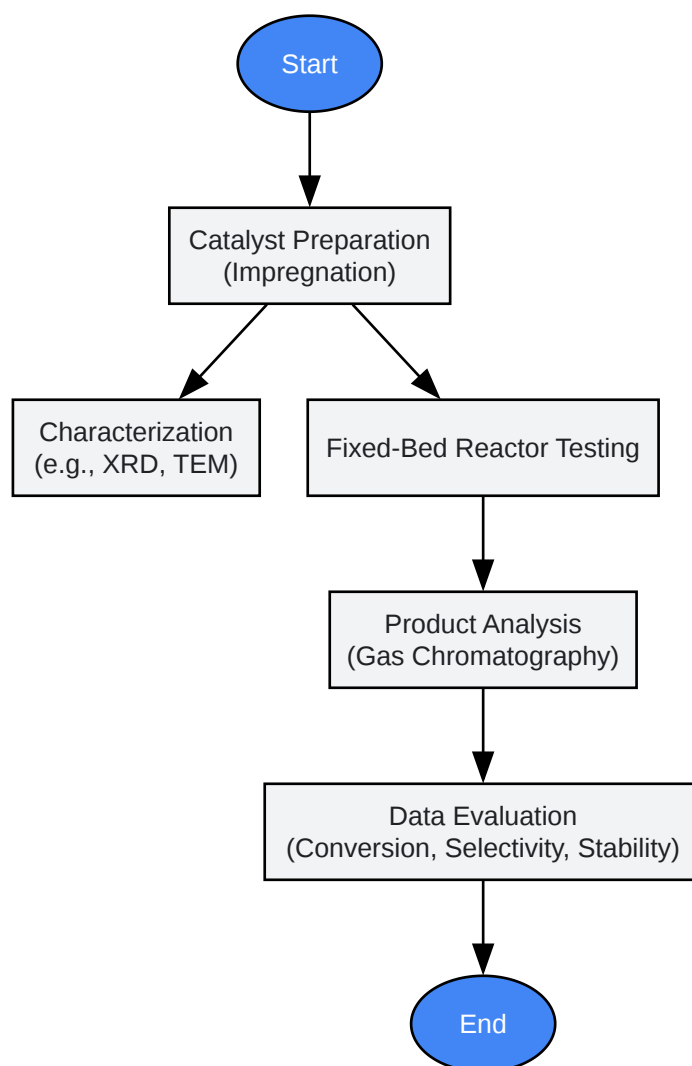 Start
Catalyst Preparation
(Impregnation)
Characterization
(e.g., XRD, TEM)
Fixed-Bed Reactor Testing
Product Analysis
(Gas Chromatography)
Data Evaluation
(Conversion, Selectivity, Stability)
End